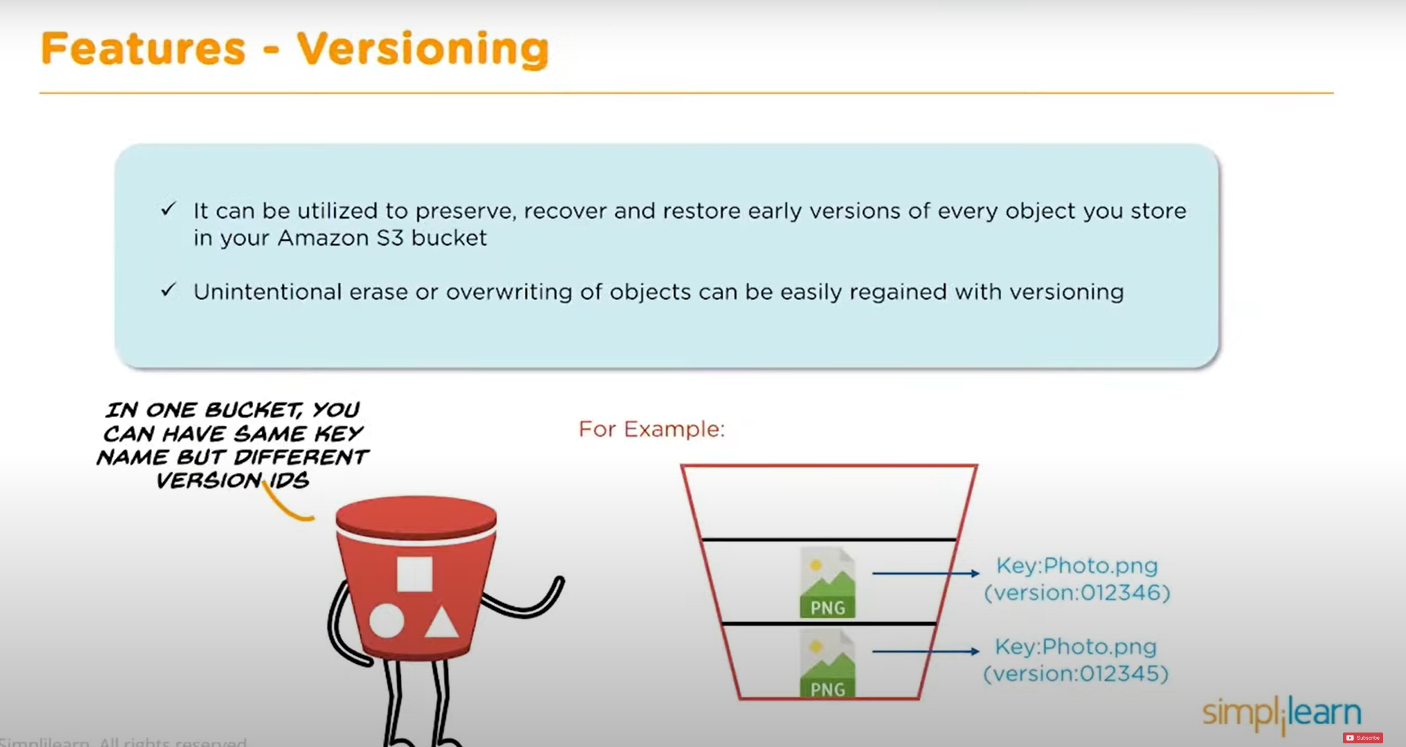 Features - Versioning
✓ It can be utilized to preserve, recover and restore early versions of every object you store
in your Amazon S3 bucket
✓ Unintentional erase or overwriting of objects can be easily regained with versioning
IN ONE BUCKET, YOU
CAN HAVE SAME KEY
NAME BUT DIFFERENT
VERSION IDS
For Example:
PNG
Key:Photo.png
(version:012346)
PNG
Key:Photo.png
(version:012345)
simplilearn
Subscribe
Simplilearn. All rights reserved.